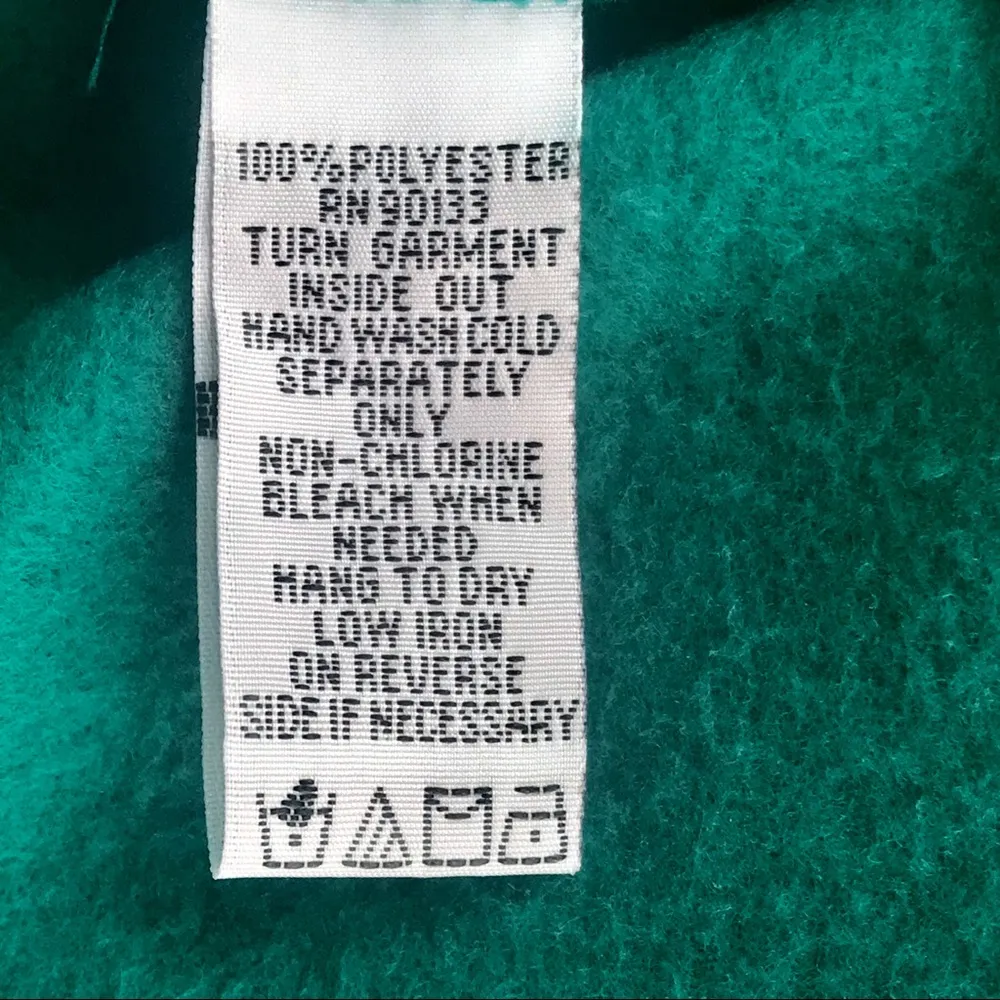 100% POLYESTER
RN 90133
TURN GARMENT
INSIDE OUT
HAND WASH COLD
SEPARATELY
ONLY
NON-CHLORINE
BLEACH WHEN
NEEDED
HANG TO DRY
LOW IRON
ON REVERSE
SIDE IF NECESSARY